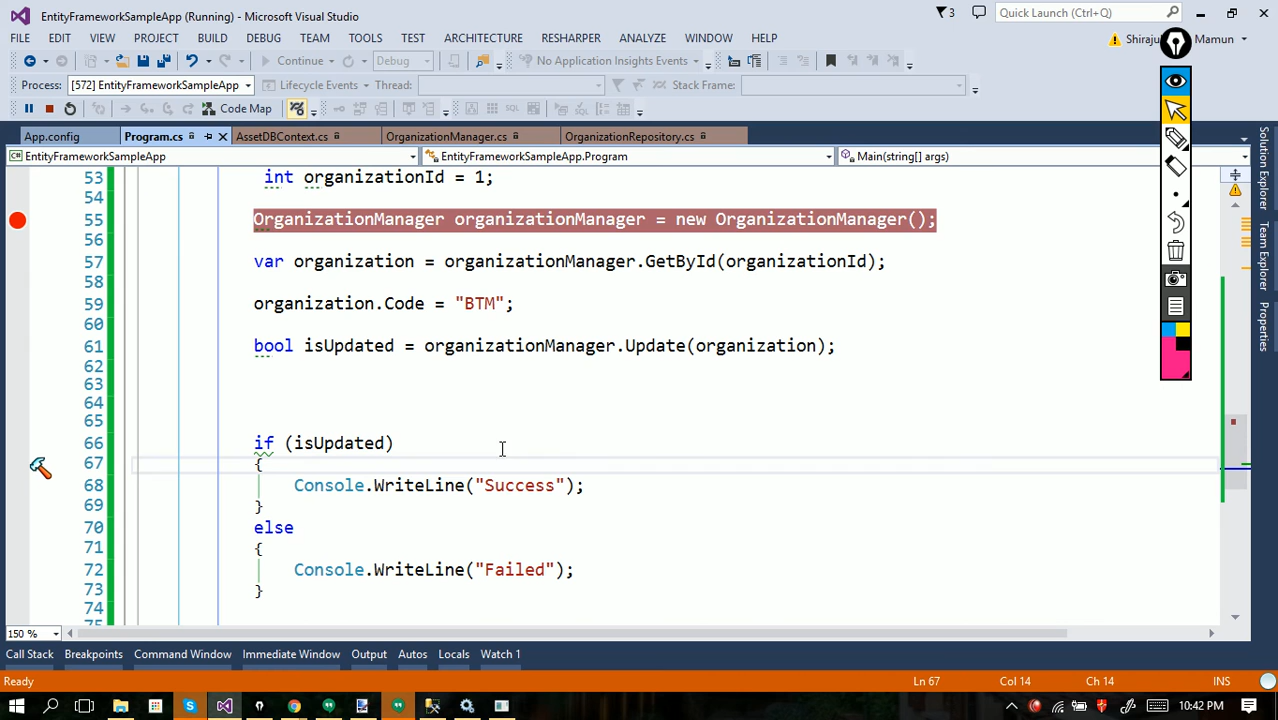 EntityFrameworkSampleApp (Running) - Microsoft Visual Studio
3
Quick Launch (Ctrl+Q)
FILE EDIT VIEW PROJECT BUILD DEBUG TEAM TOOLS TEST ARCHITECTURE RESHARPER ANALYZE WINDOW HELP
Mamun
Continue Debug No Application Insights Events
Process: [572] EntityFrameworkSampleApp Lifecycle Events Thread: Stack Frame:
Code Map
App.config Program.cs AssetDBContext.cs OrganizationManager.cs OrganizationRepository.cs
EntityFrameworkSampleApp EntityFrameworkSampleApp.Program Main(string[] args)
53 int organizationId = 1;
54
55 OrganizationManager organizationManager = new OrganizationManager();
56
57 var organization = organizationManager.GetById(organizationId);
58
59 organization.Code = "BTM";
60
61 bool isUpdated = organizationManager.Update(organization);
62
63
64
65
66 if (isUpdated)
67 {
68 Console.WriteLine("Success");
69 }
70 else
71 {
72 Console.WriteLine("Failed");
73 }
74
Solution Explorer
Team Explorer
Properties
150 %
Call Stack Breakpoints Command Window Immediate Window Output Autos Locals Watch 1
Ready Ln 67 Col 14 Ch 14 INS
10:42 PM